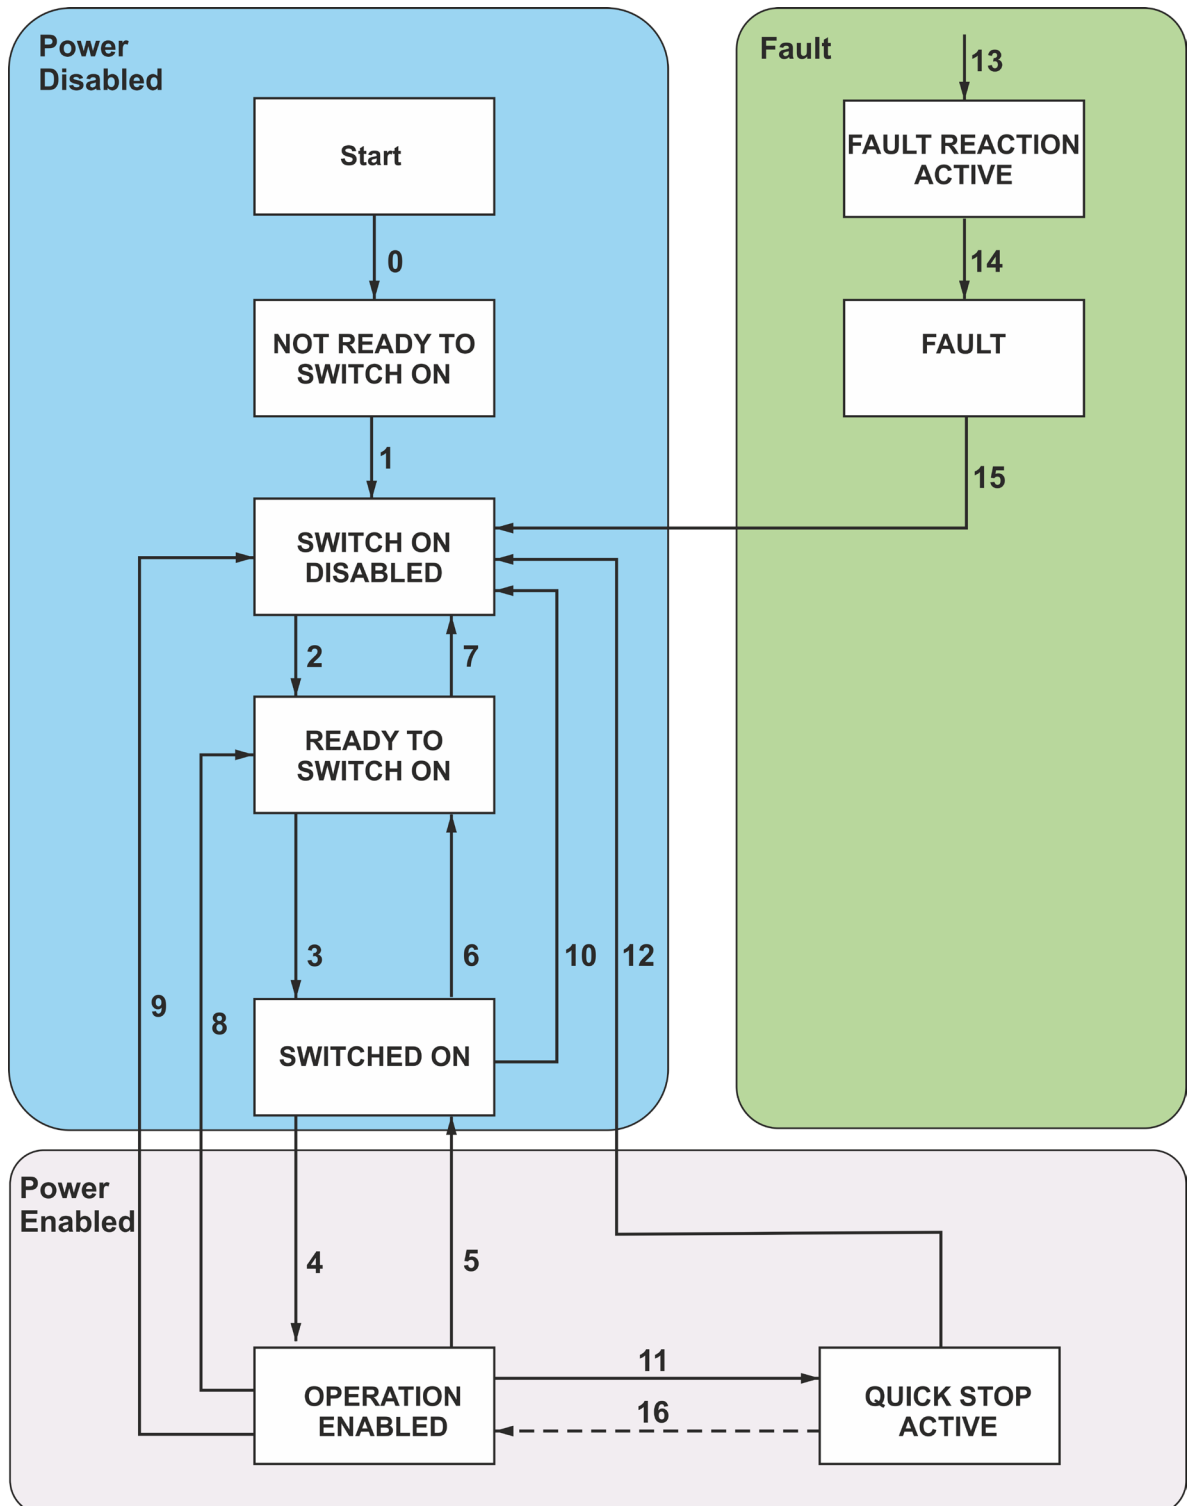 Power
Disabled
Start
0
NOT READY TO
SWITCH ON
1
SWITCH ON
DISABLED
2
7
READY TO
SWITCH ON
3
6
10
12
9
8
SWITCHED ON
Fault
13
FAULT REACTION
ACTIVE
14
FAULT
15
Power
Enabled
4
5
11
16
OPERATION
ENABLED
QUICK STOP
ACTIVE